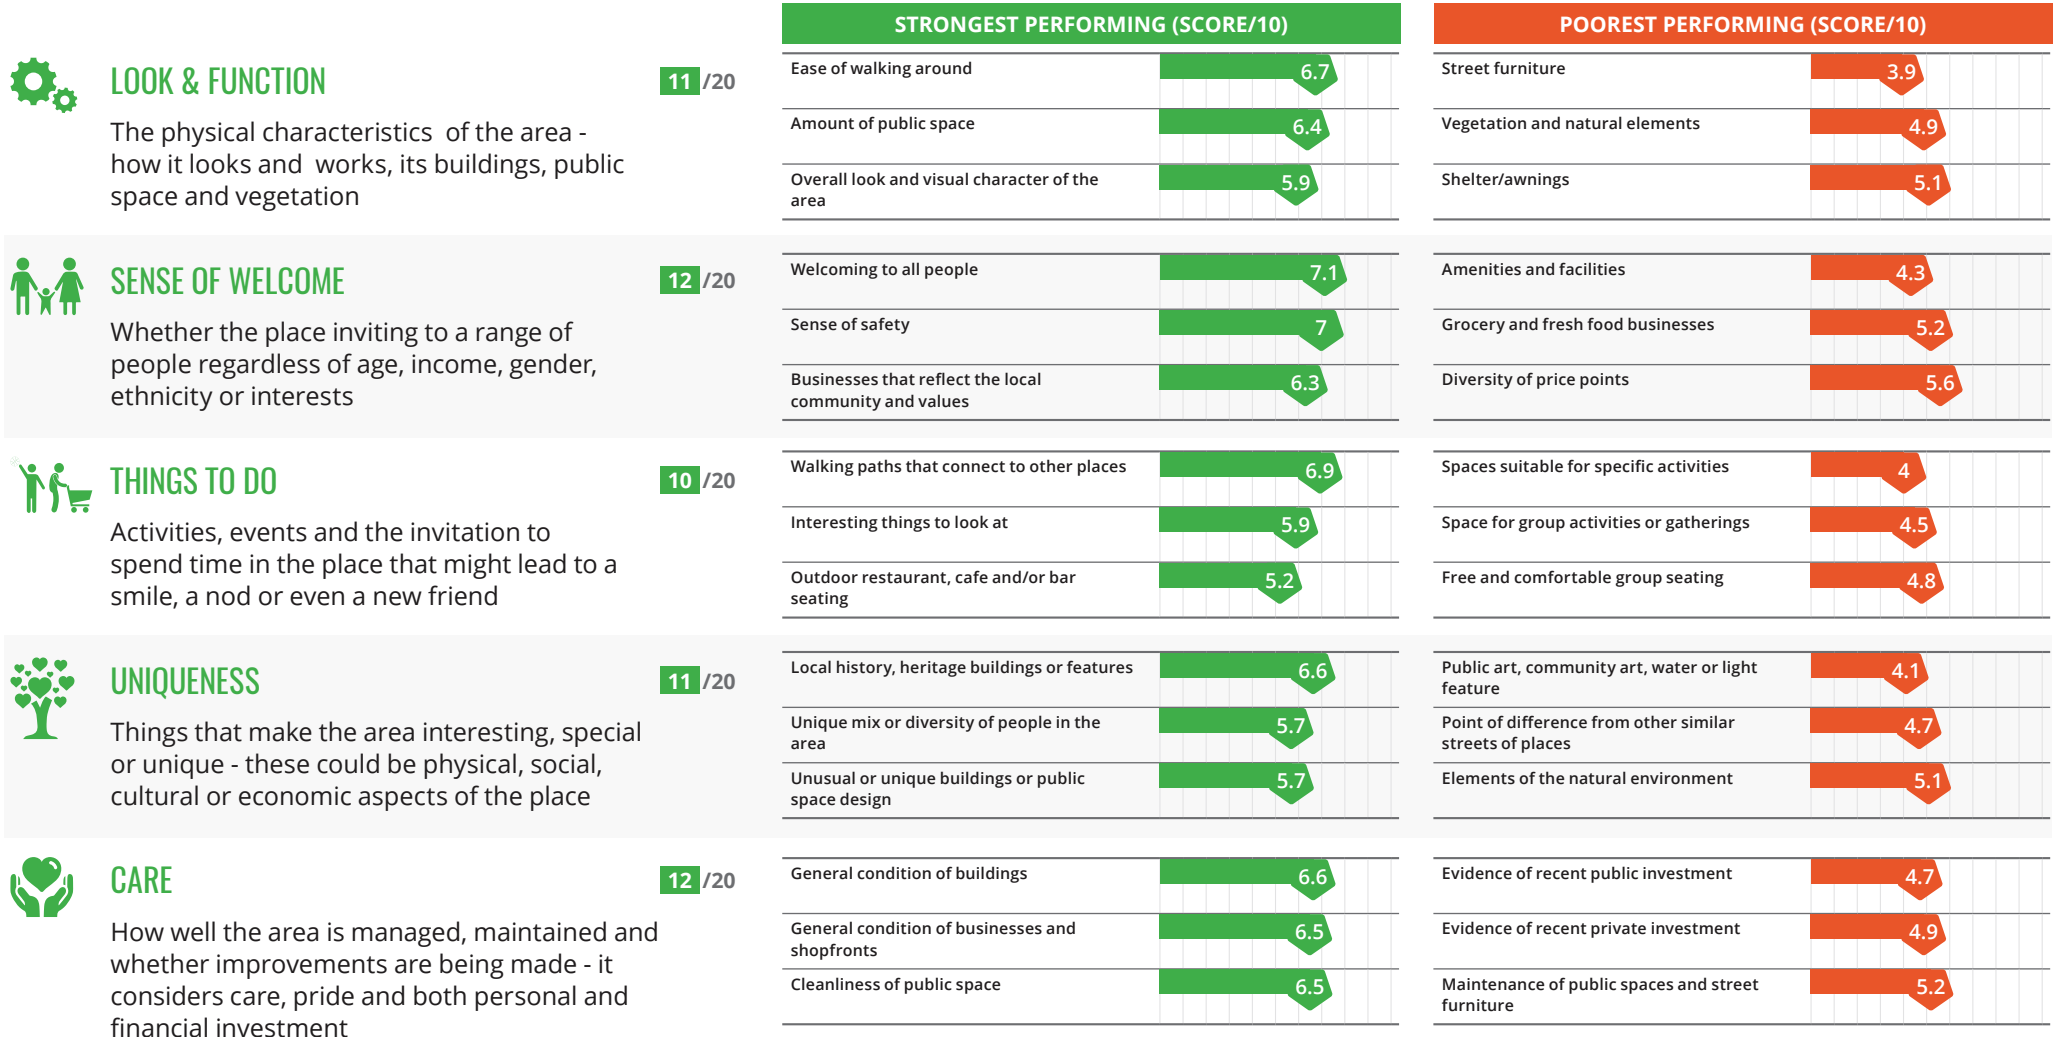 STRONGEST PERFORMING (SCORE/10)
POOREST PERFORMING (SCORE/10)
LOOK & FUNCTION
11 /20
The physical characteristics of the area -
how it looks and works, its buildings, public
space and vegetation
Ease of walking around
6.7
Amount of public space
6.4
Overall look and visual character of the
area
5.9
Street furniture
3.9
Vegetation and natural elements
4.9
Shelter/awnings
5.1
SENSE OF WELCOME
12 /20
Whether the place inviting to a range of
people regardless of age, income, gender,
ethnicity or interests
Welcoming to all people
7.1
Sense of safety
7
Businesses that reflect the local
community and values
6.3
Amenities and facilities
4.3
Grocery and fresh food businesses
5.2
Diversity of price points
5.6
THINGS TO DO
10 /20
Activities, events and the invitation to
spend time in the place that might lead to a
smile, a nod or even a new friend
Walking paths that connect to other places
6.9
Interesting things to look at
5.9
Outdoor restaurant, cafe and/or bar
seating
5.2
Spaces suitable for specific activities
4
Space for group activities or gatherings
4.5
Free and comfortable group seating
4.8
UNIQUENESS
11 /20
Things that make the area interesting, special
or unique - these could be physical, social,
cultural or economic aspects of the place
Local history, heritage buildings or features
6.6
Unique mix or diversity of people in the
area
5.7
Unusual or unique buildings or public
space design
5.7
Public art, community art, water or light
feature
4.1
Point of difference from other similar
streets of places
4.7
Elements of the natural environment
5.1
CARE
12 /20
How well the area is managed, maintained and
whether improvements are being made - it
considers care, pride and both personal and
financial investment
General condition of buildings
6.6
General condition of businesses and
shopfronts
6.5
Cleanliness of public space
6.5
Evidence of recent public investment
4.7
Evidence of recent private investment
4.9
Maintenance of public spaces and street
furniture
5.2